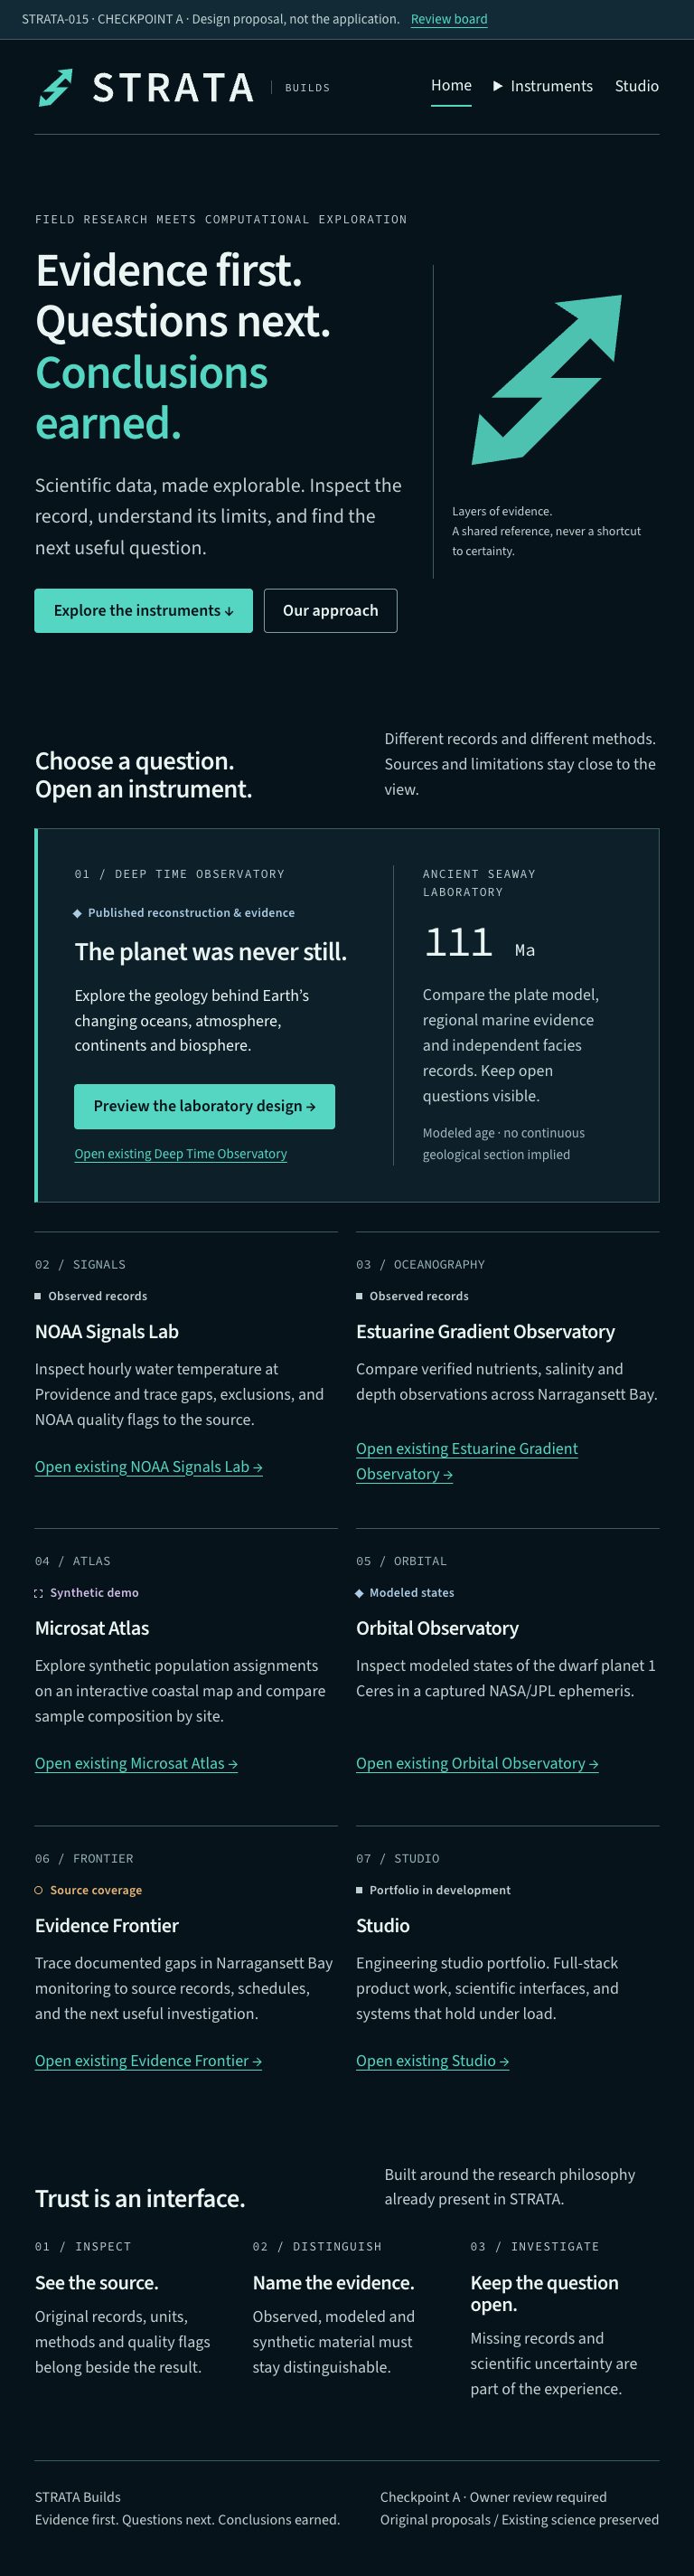 STRATA-015 · CHECKPOINT A · Design proposal, not the application. Review board
STRATA BUILDS
Home ▶ Instruments Studio
FIELD RESEARCH MEETS COMPUTATIONAL EXPLORATION
Evidence first.
Questions next.
Conclusions
earned.
Scientific data, made explorable. Inspect the
record, understand its limits, and find the
next useful question.
Explore the instruments ↓
Our approach
Layers of evidence.
A shared reference, never a shortcut
to certainty.
Choose a question.
Open an instrument.
Different records and different methods.
Sources and limitations stay close to the
view.
01 / DEEP TIME OBSERVATORY
Published reconstruction & evidence
The planet was never still.
Explore the geology behind Earth’s
changing oceans, atmosphere,
continents and biosphere.
Preview the laboratory design →
Open existing Deep Time Observatory
ANCIENT SEAWAY
LABORATORY
111 Ma
Compare the plate model,
regional marine evidence
and independent facies
records. Keep open
questions visible.
Modeled age · no continuous
geological section implied
02 / SIGNALS
Observed records
NOAA Signals Lab
Inspect hourly water temperature at
Providence and trace gaps, exclusions, and
NOAA quality flags to the source.
Open existing NOAA Signals Lab →
03 / OCEANOGRAPHY
Observed records
Estuarine Gradient Observatory
Compare verified nutrients, salinity and
depth observations across Narragansett Bay.
Open existing Estuarine Gradient
Observatory →
04 / ATLAS
Synthetic demo
Microsat Atlas
Explore synthetic population assignments
on an interactive coastal map and compare
sample composition by site.
Open existing Microsat Atlas →
05 / ORBITAL
Modeled states
Orbital Observatory
Inspect modeled states of the dwarf planet 1
Ceres in a captured NASA/JPL ephemeris.
Open existing Orbital Observatory →
06 / FRONTIER
Source coverage
Evidence Frontier
Trace documented gaps in Narragansett Bay
monitoring to source records, schedules,
and the next useful investigation.
Open existing Evidence Frontier →
07 / STUDIO
Portfolio in development
Studio
Engineering studio portfolio. Full-stack
product work, scientific interfaces, and
systems that hold under load.
Open existing Studio →
Trust is an interface.
Built around the research philosophy
already present in STRATA.
01 / INSPECT
See the source.
Original records, units,
methods and quality flags
belong beside the result.
02 / DISTINGUISH
Name the evidence.
Observed, modeled and
synthetic material must
stay distinguishable.
03 / INVESTIGATE
Keep the question
open.
Missing records and
scientific uncertainty are
part of the experience.
STRATA Builds
Evidence first. Questions next. Conclusions earned.
Checkpoint A · Owner review required
Original proposals / Existing science preserved